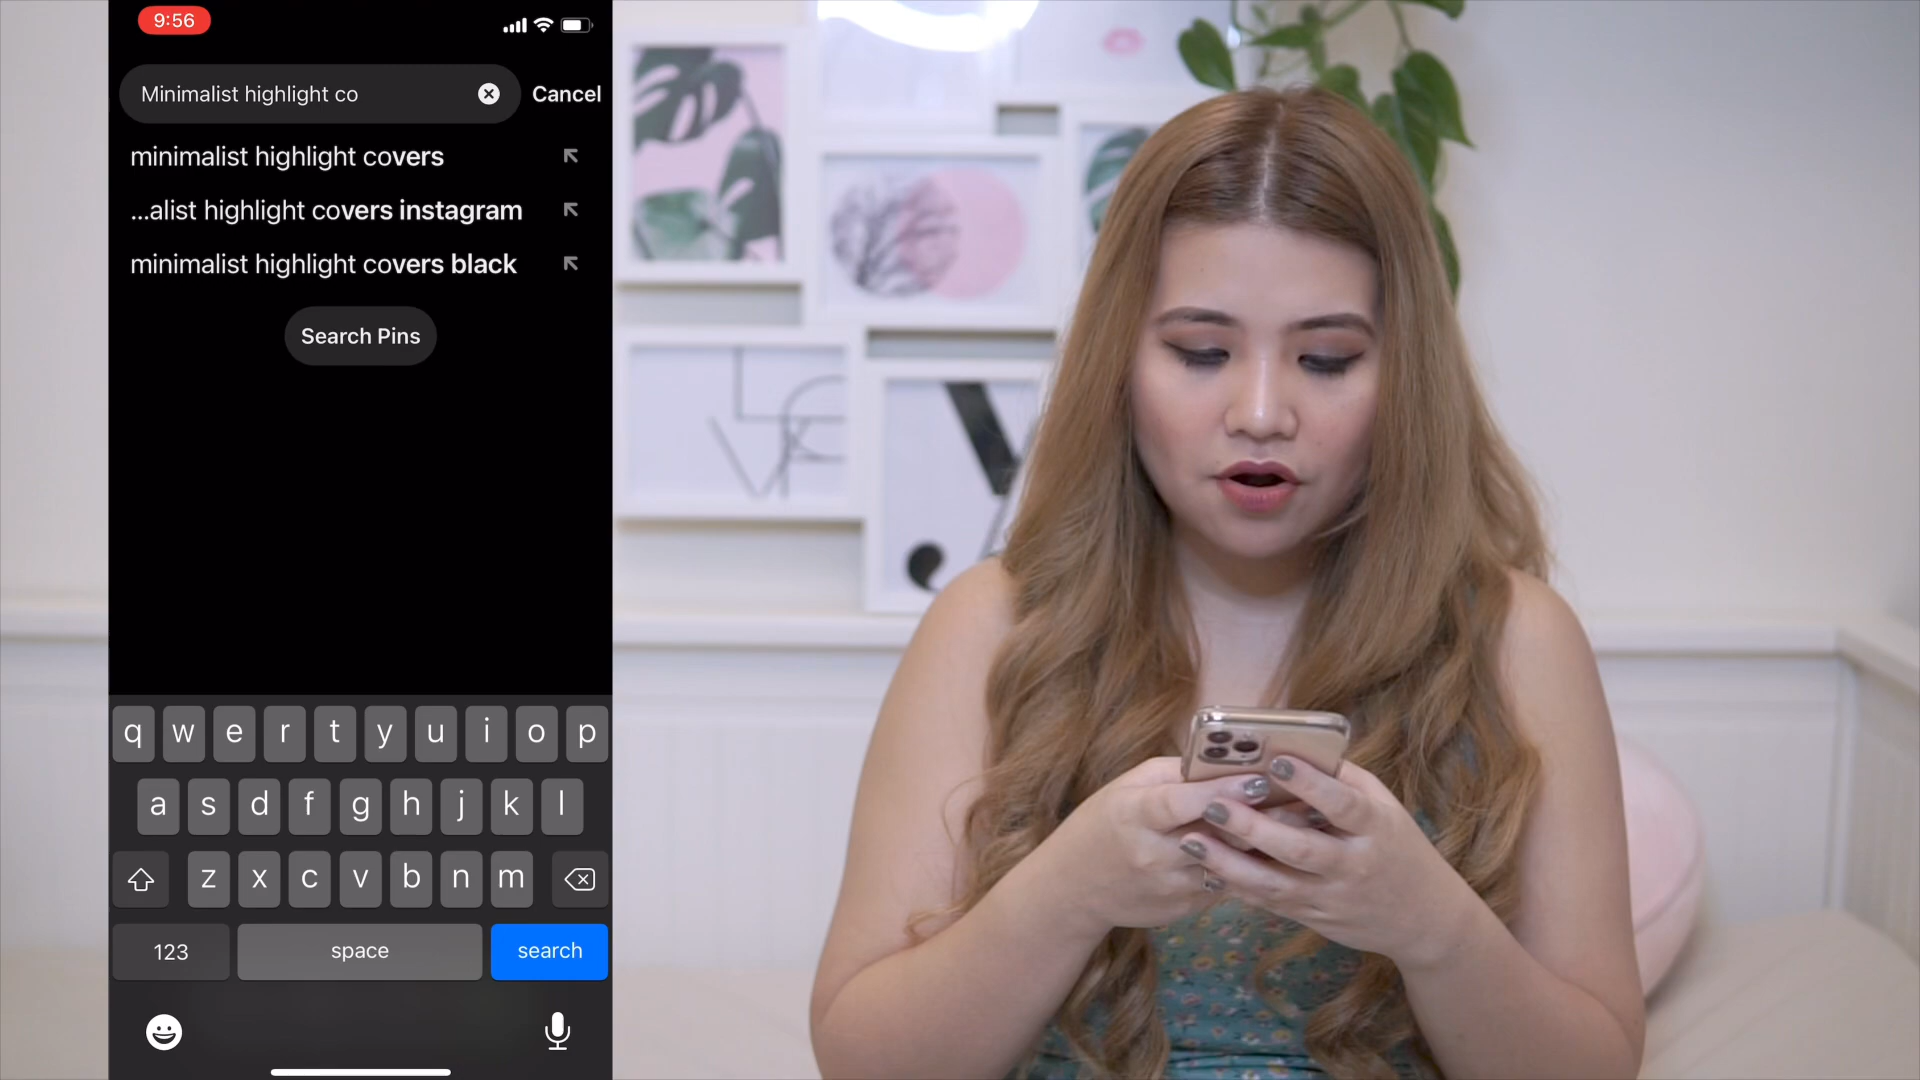 9:56
Minimalist highlight co
Cancel
minimalist highlight covers
...alist highlight covers instagram
minimalist highlight covers black
Search Pins
q w e r t y u i o p
a s d f g h j k l
z x c v b n m
123 space search